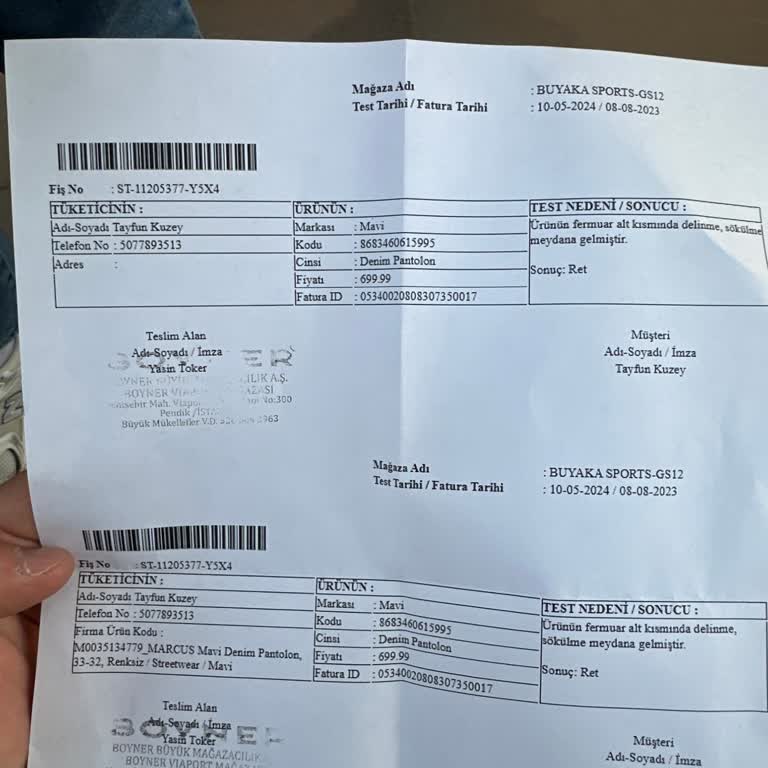 Mağaza Adı : BUYAKA SPORTS-GS12
Test Tarihi / Fatura Tarihi : 10-05-2024 / 08-08-2023
Fiş No : ST-11205377-Y5X4
TÜKETİCİNİN :
Adı-Soyadı Tayfun Kuzey
Telefon No : 5077893513
Adres :
ÜRÜNÜN :
Markası : Mavi
Kodu : 8683460615995
Cinsi : Denim Pantolon
Fiyatı : 699.99
Fatura ID : 05340020808307350017
TEST NEDENİ / SONUCU :
Ürünün fermuar alt kısmında delinme, sökülme
meydana gelmiştir.
Sonuç: Ret
Teslim Alan
Adı-Soyadı / İmza
Yasin Toker
BOYNER VİAPORT
Pendik /İST
Büyük Mükellefler V.D.
Müşteri
Adı-Soyadı / İmza
Tayfun Kuzey
Mağaza Adı : BUYAKA SPORTS-GS12
Test Tarihi / Fatura Tarihi : 10-05-2024 / 08-08-2023
Fiş No : ST-11205377-Y5X4
TÜKETİCİNİN :
Adı-Soyadı Tayfun Kuzey
Telefon No : 5077893513
Firma Ürün Kodu :
M0035134779_MARCUS Mavi Denim Pantolon,
33-32, Renksiz / Streetwear / Mavi
ÜRÜNÜN :
Markası : Mavi
Kodu : 8683460615995
Cinsi : Denim Pantolon
Fiyatı : 699.99
Fatura ID : 05340020808307350017
TEST NEDENİ / SONUCU :
Ürünün fermuar alt kısmında delinme,
sökülme meydana gelmiştir.
Sonuç: Ret
Teslim Alan
Adı-Soyadı / İmza
BOYNER
Yasin Toker
BOYNER BÜYÜK MAĞAZACILIK
BOYNER VİAPORT MAĞAZA
Müşteri
Adı-Soyadı / İmza